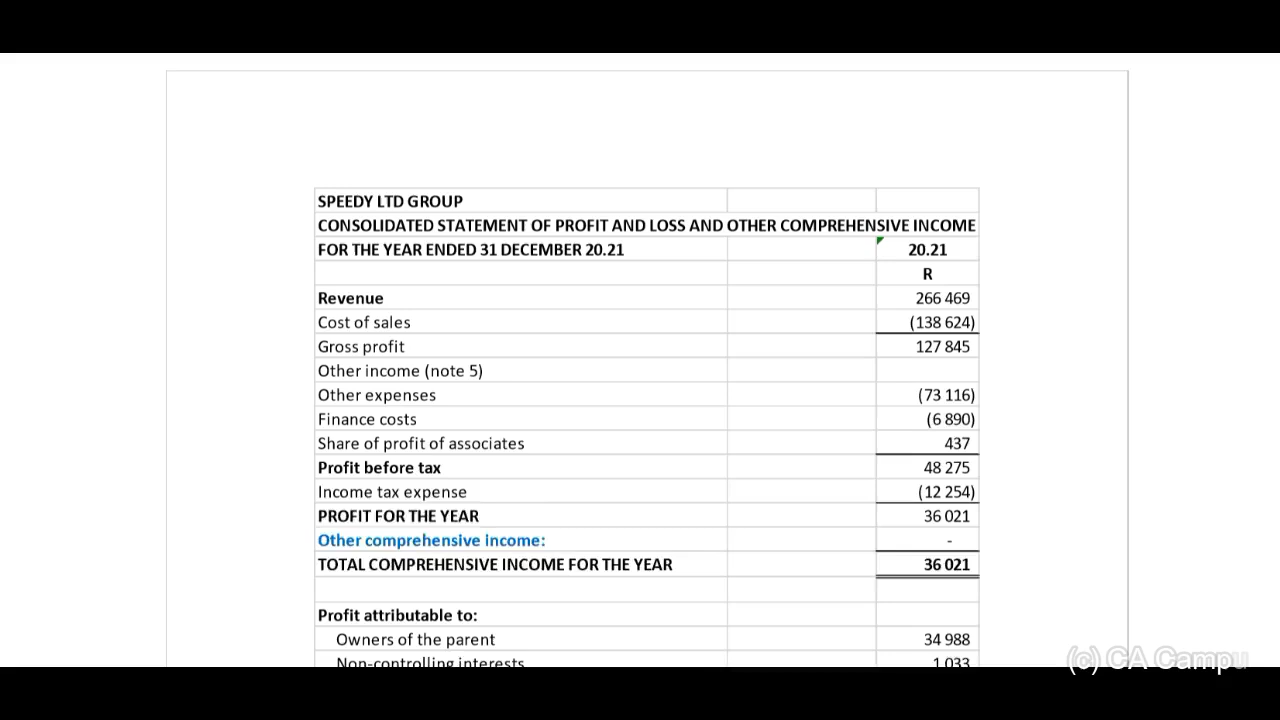 SPEEDY LTD GROUP
CONSOLIDATED STATEMENT OF PROFIT AND LOSS AND OTHER COMPREHENSIVE INCOME
FOR THE YEAR ENDED 31 DECEMBER 20.21 20.21
R
Revenue 266 469
Cost of sales (138 624)
Gross profit 127 845
Other income (note 5)
Other expenses (73 116)
Finance costs (6 890)
Share of profit of associates 437
Profit before tax 48 275
Income tax expense (12 254)
PROFIT FOR THE YEAR 36 021
Other comprehensive income: -
TOTAL COMPREHENSIVE INCOME FOR THE YEAR 36 021
Profit attributable to:
Owners of the parent 34 988
Non-controlling interests 1 033
(c) CA Campu